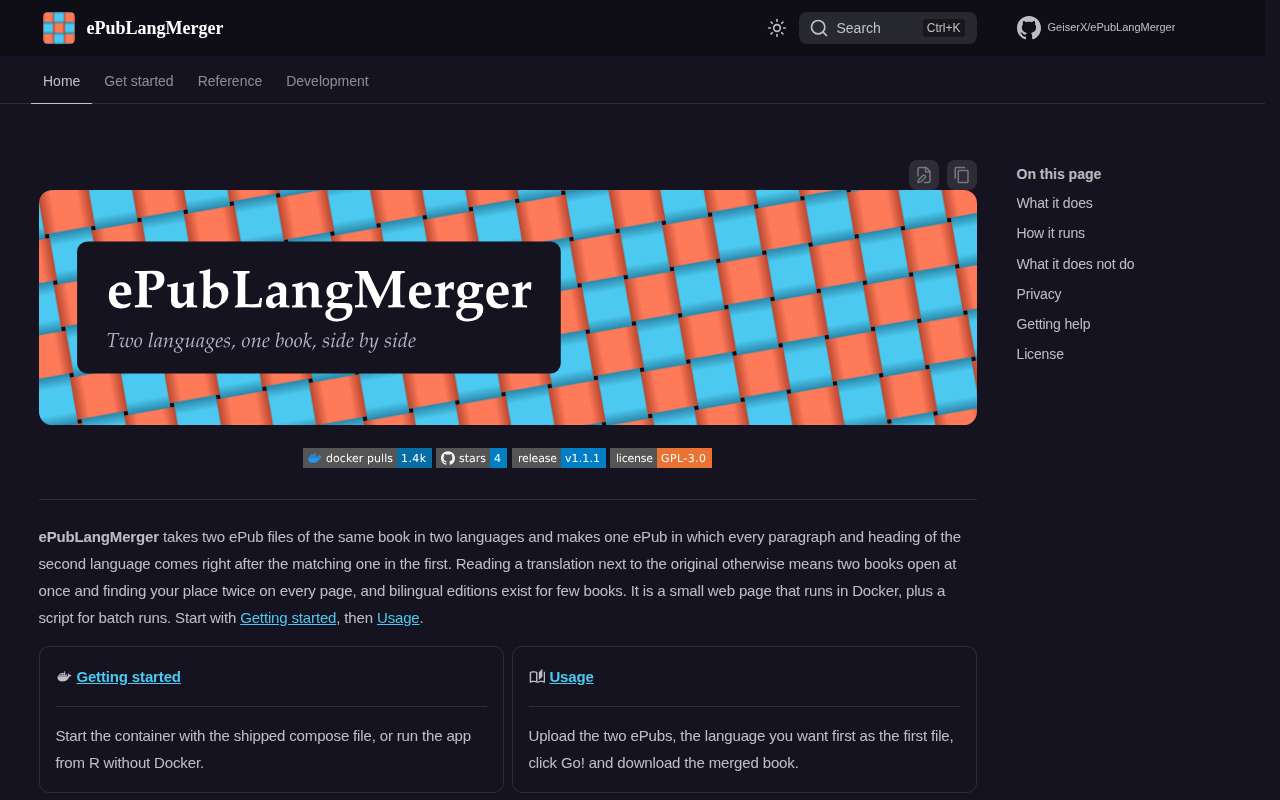 ePubLangMerger
Search
Ctrl+K
GeiserX/ePubLangMerger
Home
Get started
Reference
Development
ePubLangMerger
Two languages, one book, side by side
docker pulls 1.4k
stars 4
release v1.1.1
license GPL-3.0
ePubLangMerger takes two ePub files of the same book in two languages and makes one ePub in which every paragraph and heading of the
second language comes right after the matching one in the first. Reading a translation next to the original otherwise means two books open at
once and finding your place twice on every page, and bilingual editions exist for few books. It is a small web page that runs in Docker, plus a
script for batch runs. Start with Getting started, then Usage.
Getting started
Start the container with the shipped compose file, or run the app
from R without Docker.
Usage
Upload the two ePubs, the language you want first as the first file,
click Go! and download the merged book.
On this page
What it does
How it runs
What it does not do
Privacy
Getting help
License